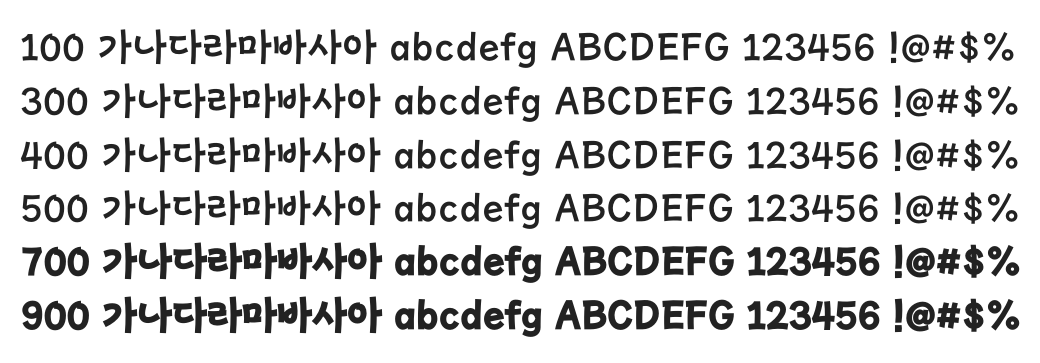 100 가나다라마바사아 abcdefg ABCDEFG 123456 !@#$%
300 가나다라마바사아 abcdefg ABCDEFG 123456 !@#$%
400 가나다라마바사아 abcdefg ABCDEFG 123456 !@#$%
500 가나다라마바사아 abcdefg ABCDEFG 123456 !@#$%
700 가나다라마바사아 abcdefg ABCDEFG 123456 !@#$%
900 가나다라마바사아 abcdefg ABCDEFG 123456 !@#$%